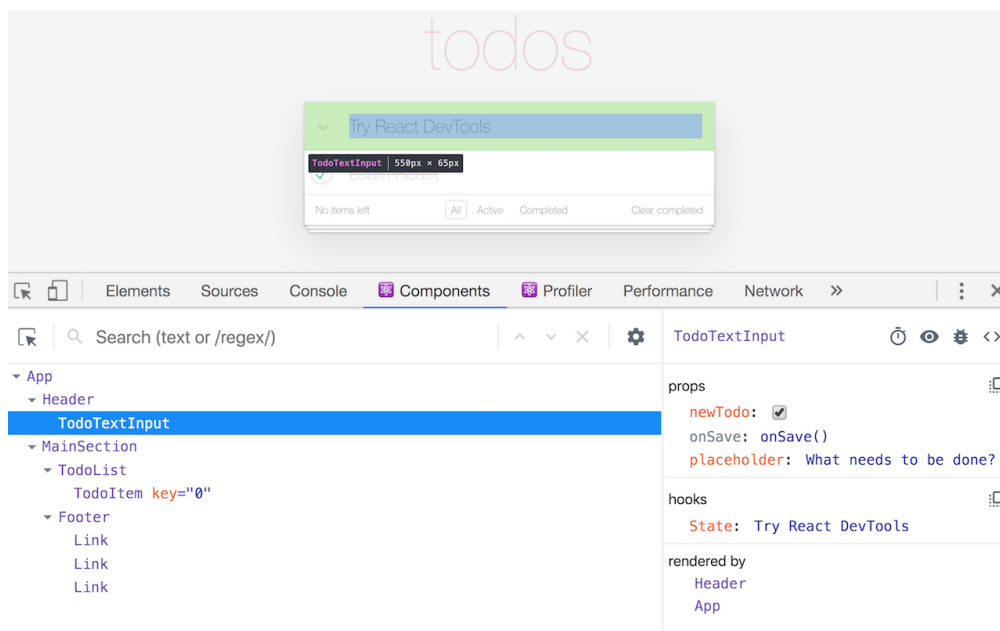 todos
Try React DevTools
TodoTextInput | 550px × 65px
No items left All Active Completed Clear completed
Elements Sources Console Components Profiler Performance Network »
Search (text or /regex/)
App
Header
TodoTextInput
MainSection
TodoList
TodoItem key="0"
Footer
Link
Link
Link
TodoTextInput
props
newTodo:
onSave: onSave()
placeholder: What needs to be done?
hooks
State: Try React DevTools
rendered by
Header
App